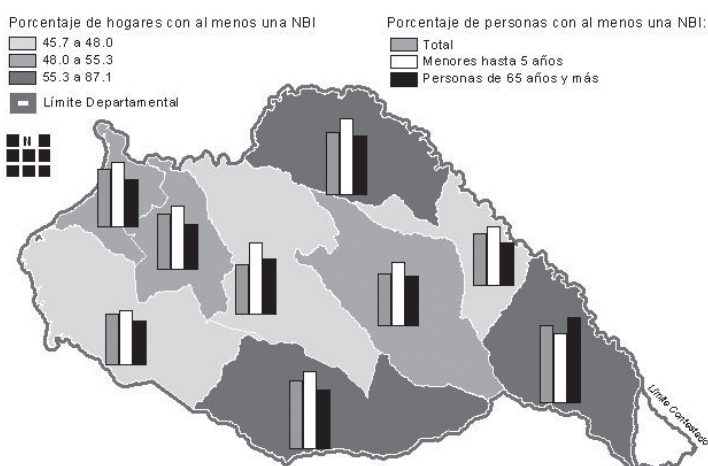 Porcentaje de hogares con al menos una NBI
45.7 a 48.0
48.0 a 55.3
55.3 a 87.1
Límite Departamental
N
Porcentaje de personas con al menos una NBI:
Total
Menores hasta 5 años
Personas de 65 años y más
Límite Contestado